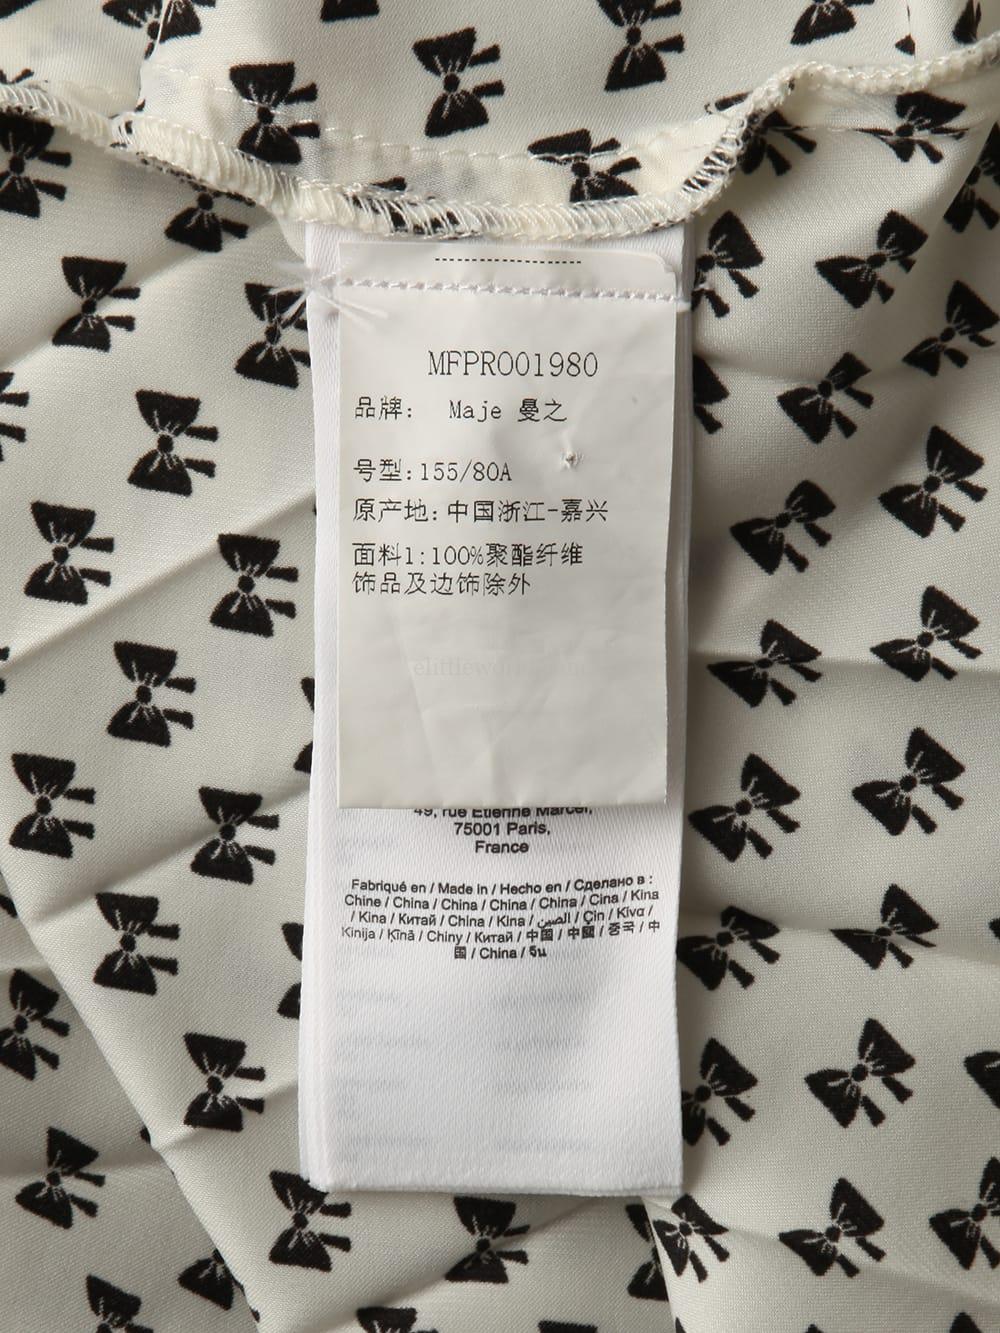 MFPRO01980
品牌: Maje 曼之
号型:155/80A
原产地:中国浙江-嘉兴
面料1:100%聚酯纤维
饰品及边饰除外
49, rue Etienne Marcel,
75001 Paris,
France
Fabriqué en / Made in / Hecho en / Сделано в :
Chine / China / China / China / China / Cina / Kina
/ Kina / Китай / China / Kina / الصين / Çin / Κίνα /
Kinija / Ķīnā / Chiny / Китай / 中国 / 中國 / 중국 / 中
国 / China / จีน